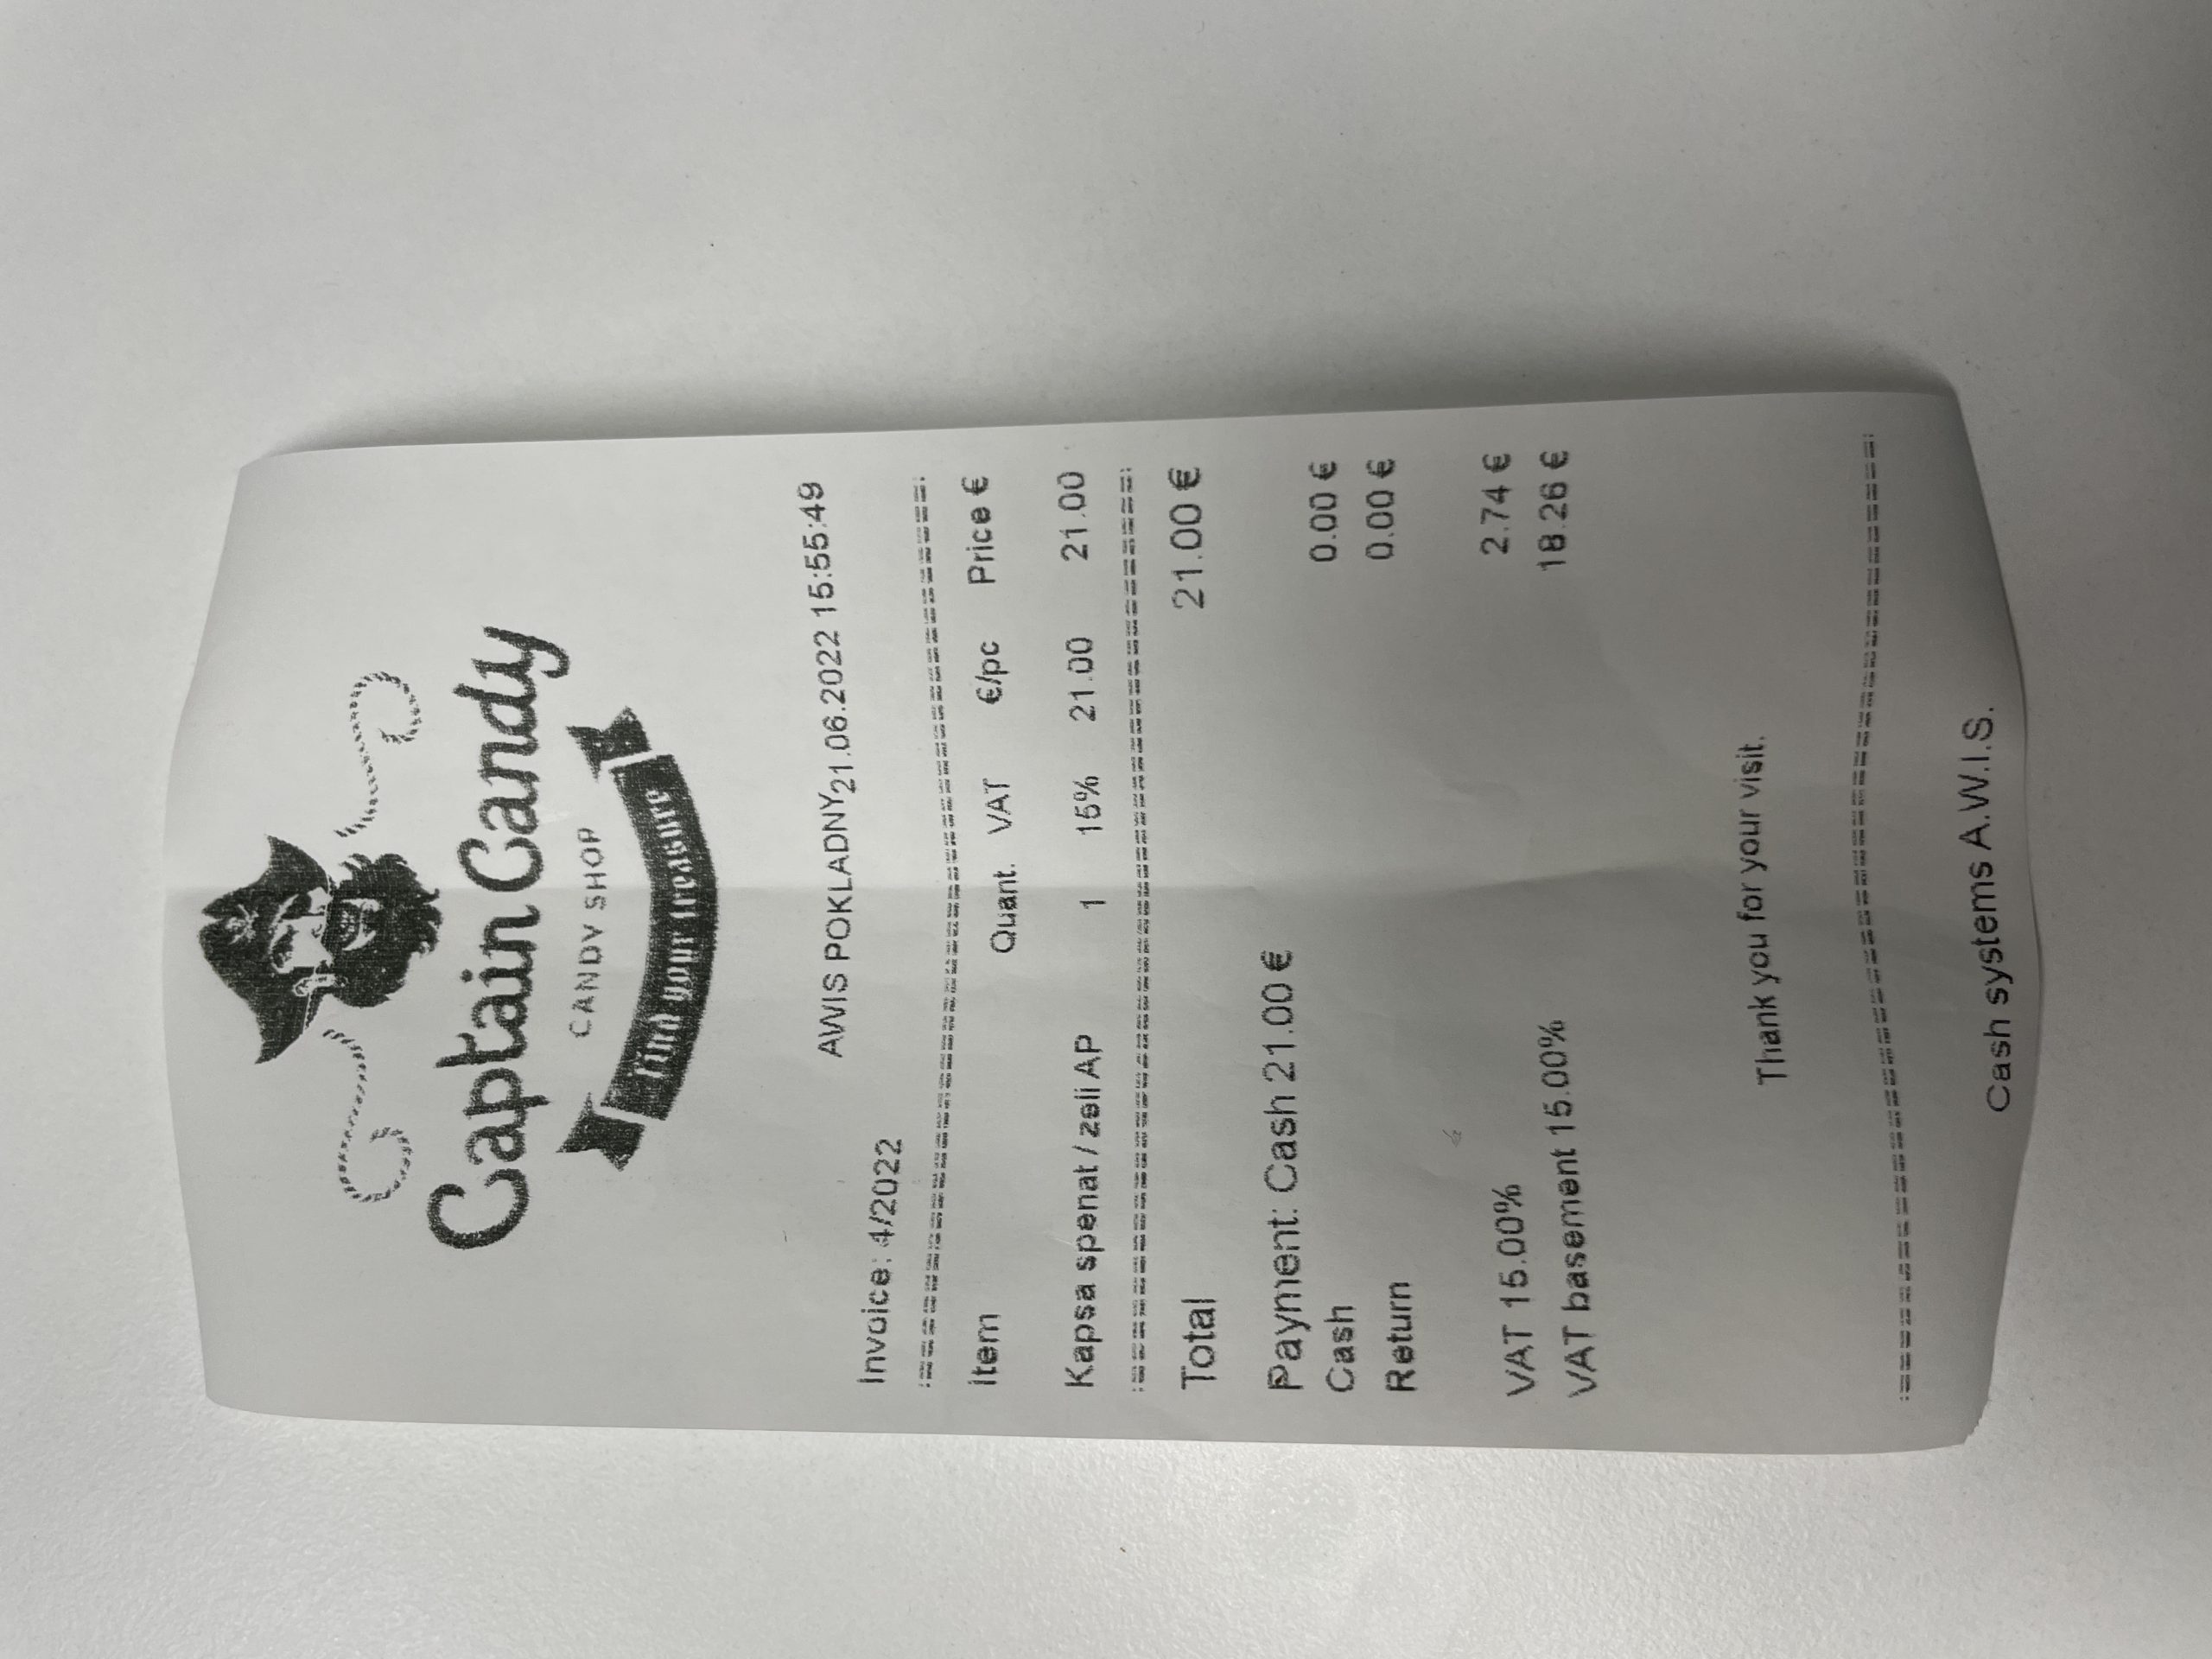 Captain Candy
CANDY SHOP
Find your treasure
AWIS POKLADNY 21.06.2022 15:55:49
Invoice: 4/2022
Item Quant. VAT €/pc Price €
Kapsa spenat / zeli AP 1 15% 21.00 21.00
Total 21.00 €
Payment: Cash 21.00 €
Cash 0.00 €
Return 0.00 €
VAT 15.00% 2.74 €
VAT basement 15.00% 18.26 €
Thank you for your visit.
Cash systems A.W.I.S.